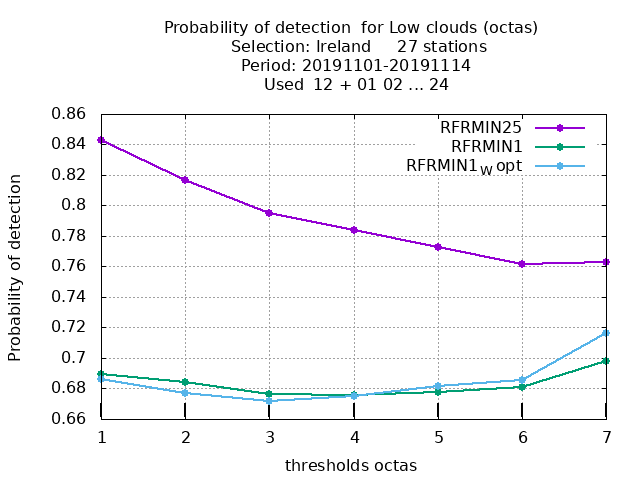 Probability of detection  for Low clouds (octas)
Selection: Ireland     27 stations
Period: 20191101-20191114
Used  12 + 01 02 ... 24
RFRMIN25
RFRMIN1
RFRMIN1W opt
Probability of detection
0.86
0.84
0.82
0.8
0.78
0.76
0.74
0.72
0.7
0.68
0.66
1 2 3 4 5 6 7
thresholds octas